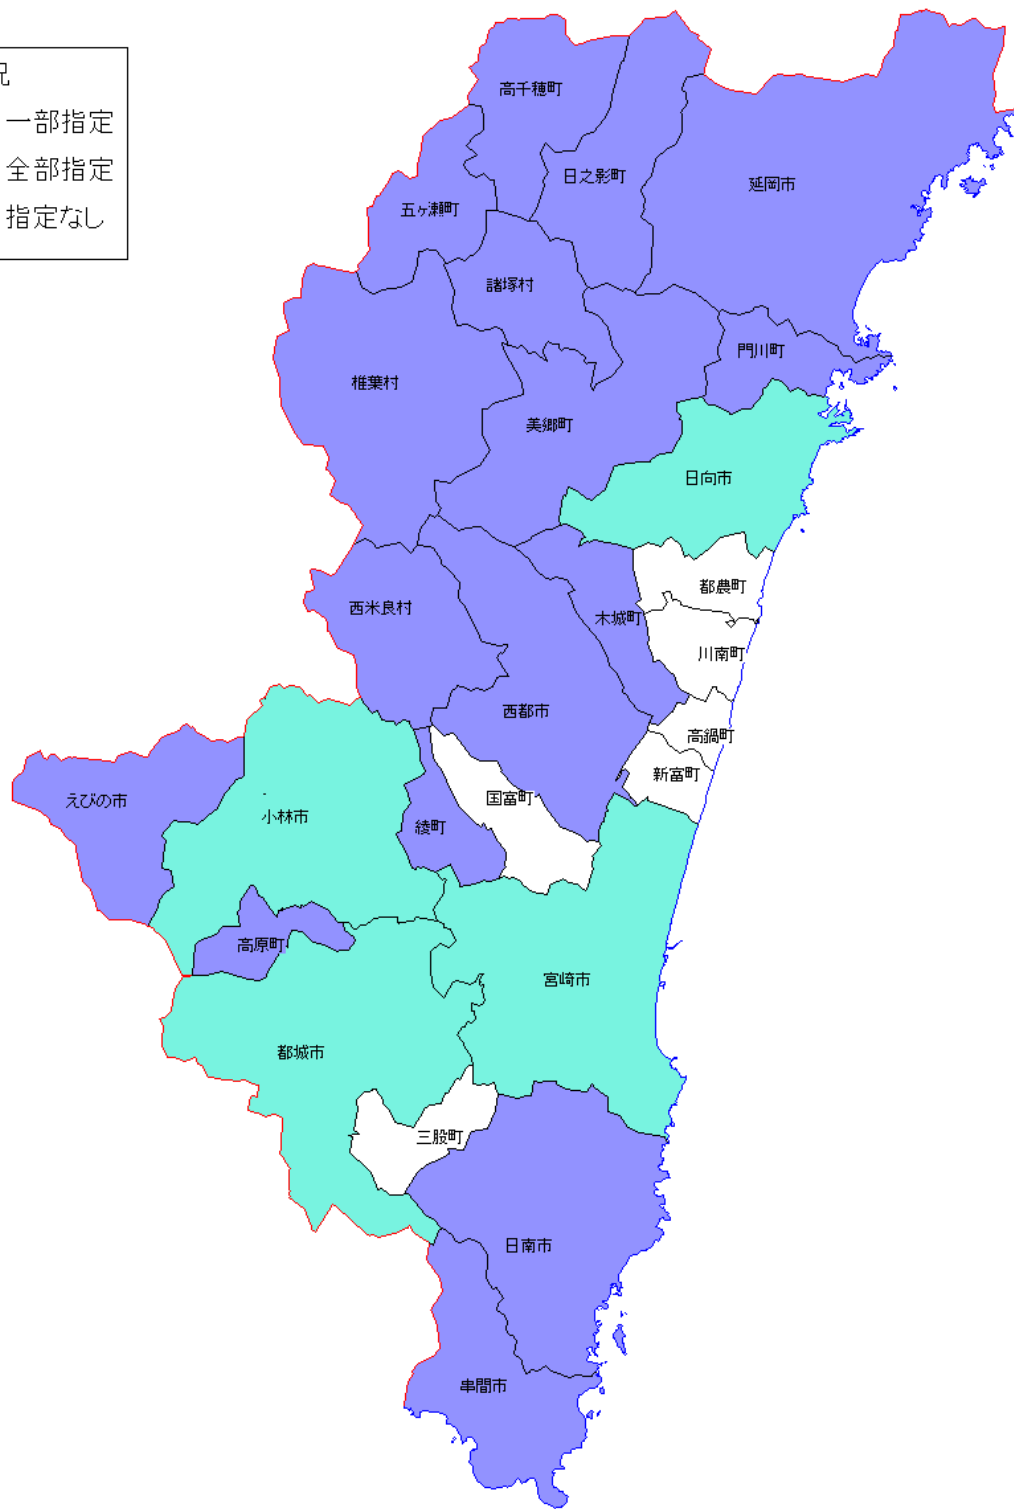 況
一部指定
全部指定
指定なし
高千穂町
日之影町
延岡市
五ヶ瀬町
諸塚村
門川町
椎葉村
美郷町
日向市
都農町
西米良村
木城町
川南町
西都市
高鍋町
新富町
えびの市
国富町
小林市
綾町
高原町
宮崎市
都城市
三股町
日南市
串間市